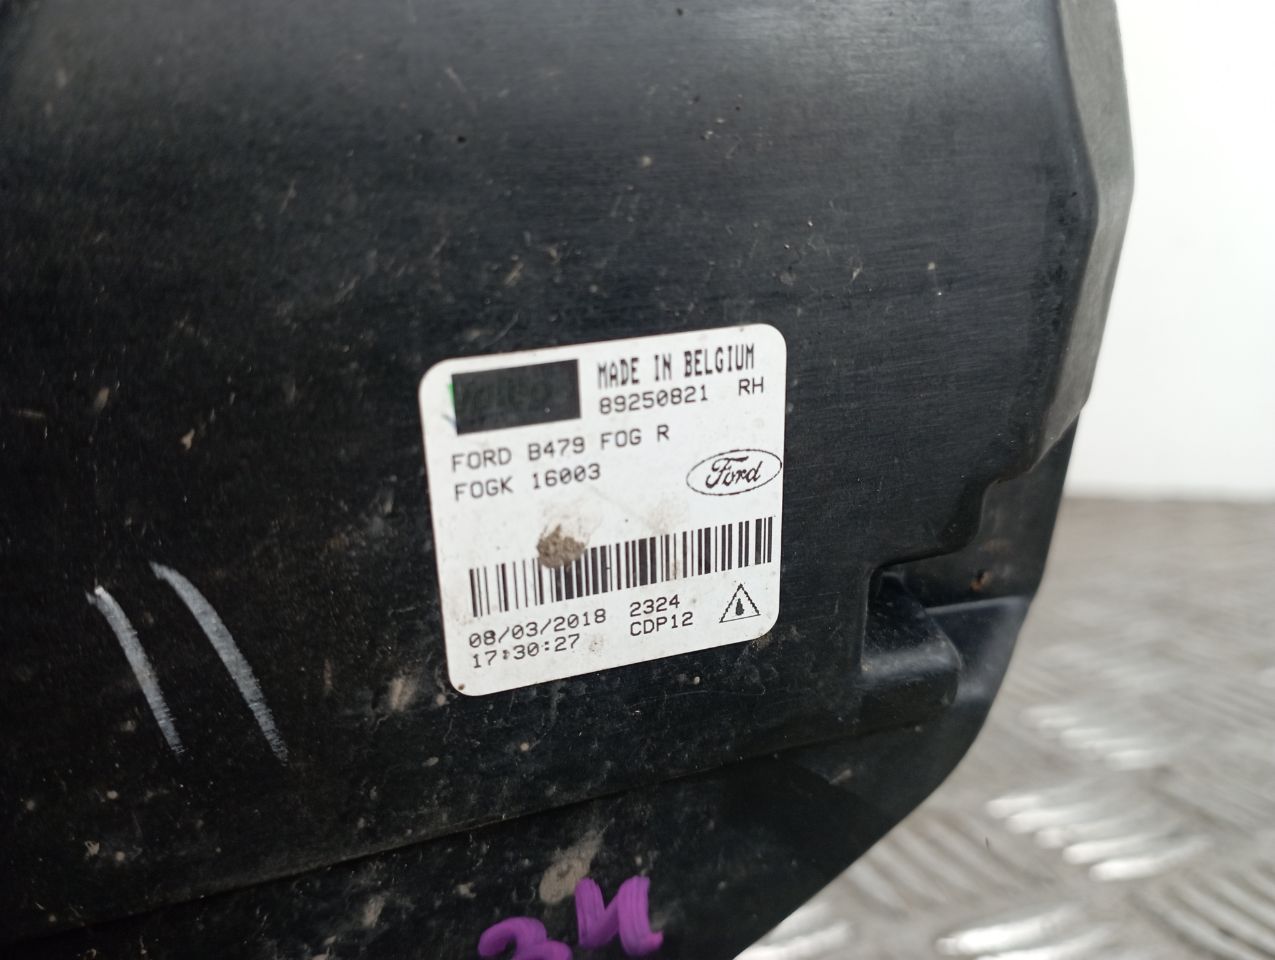 MADE IN BELGIUM
89250821 RH
FORD B479 FOG R
FOGK 16003
Ford
08/03/2018 2324
17:30:27 CDP12